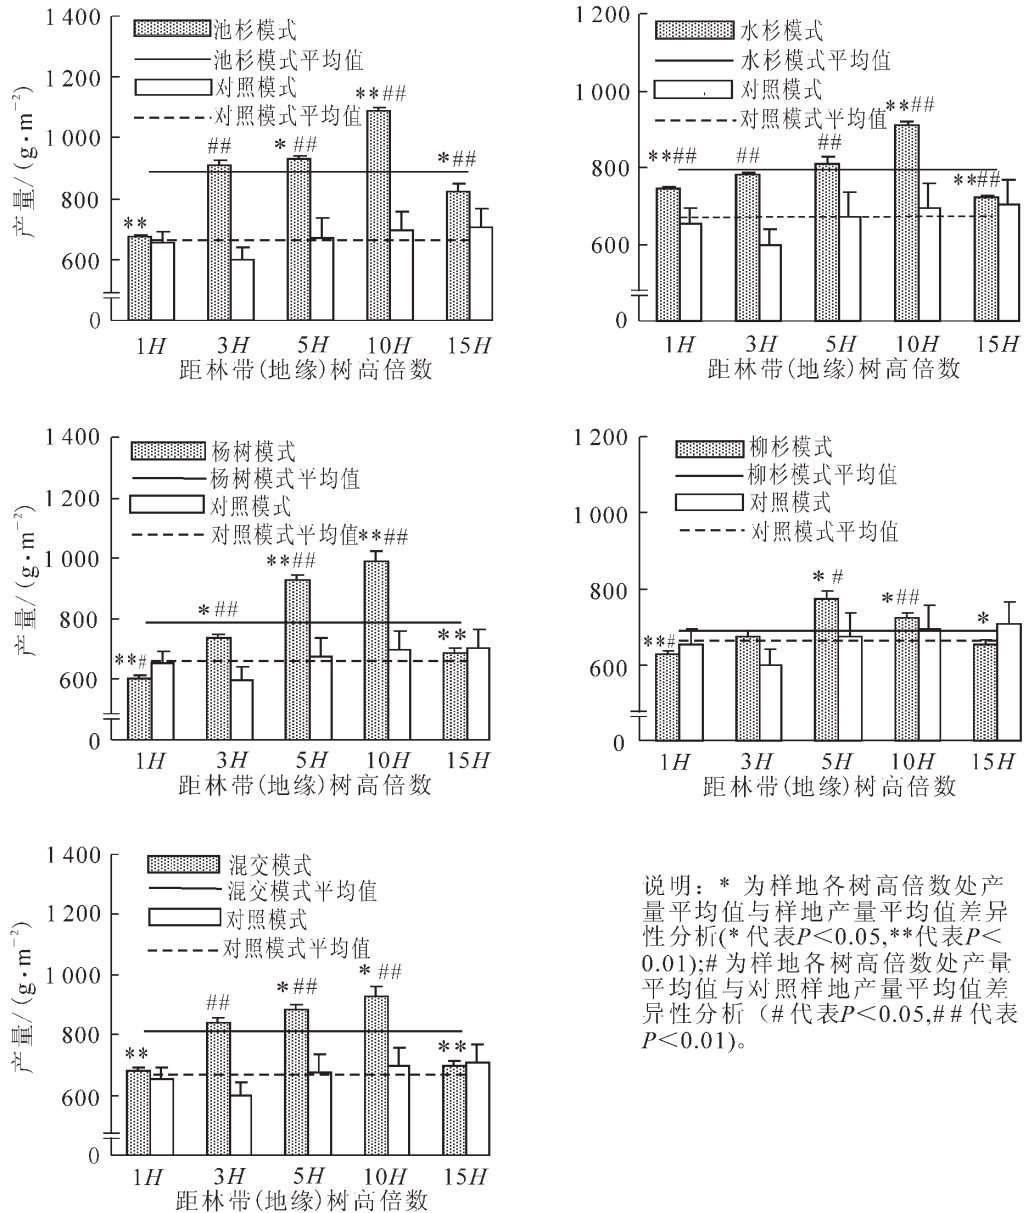 1 400
1 200
1 000
800
600
0
产量/(g·m⁻²)
池杉模式
池杉模式平均值
对照模式
对照模式平均值
**
##
* ##
**##
*##
1H 3H 5H 10H 15H
距林带(地缘)树高倍数
1 200
1 000
800
600
0
水杉模式
水杉模式平均值
对照模式
对照模式平均值
**##
##
##
**##
**##
1H 3H 5H 10H 15H
距林带(地缘)树高倍数
1 400
1 200
1 000
800
600
0
产量/(g·m⁻²)
杨树模式
杨树模式平均值
对照模式
对照模式平均值
**#
* ##
**##
**##
**
1H 3H 5H 10H 15H
距林带(地缘)树高倍数
1 200
1 000
800
600
0
柳杉模式
柳杉模式平均值
对照模式
对照模式平均值
**#
* #
*##
*
1H 3H 5H 10H 15H
距林带(地缘)树高倍数
1 400
1 200
1 000
800
600
0
产量/(g·m⁻²)
混交模式
混交模式平均值
对照模式
对照模式平均值
**
##
*##
* ##
**
1H 3H 5H 10H 15H
距林带(地缘)树高倍数
说明：* 为样地各树高倍数处产
量平均值与样地产量平均值差异
性分析(*代表P<0.05,**代表P<
0.01);#为样地各树高倍数处产量
平均值与对照样地产量平均值差
异性分析（#代表P<0.05,##代表
P<0.01)。